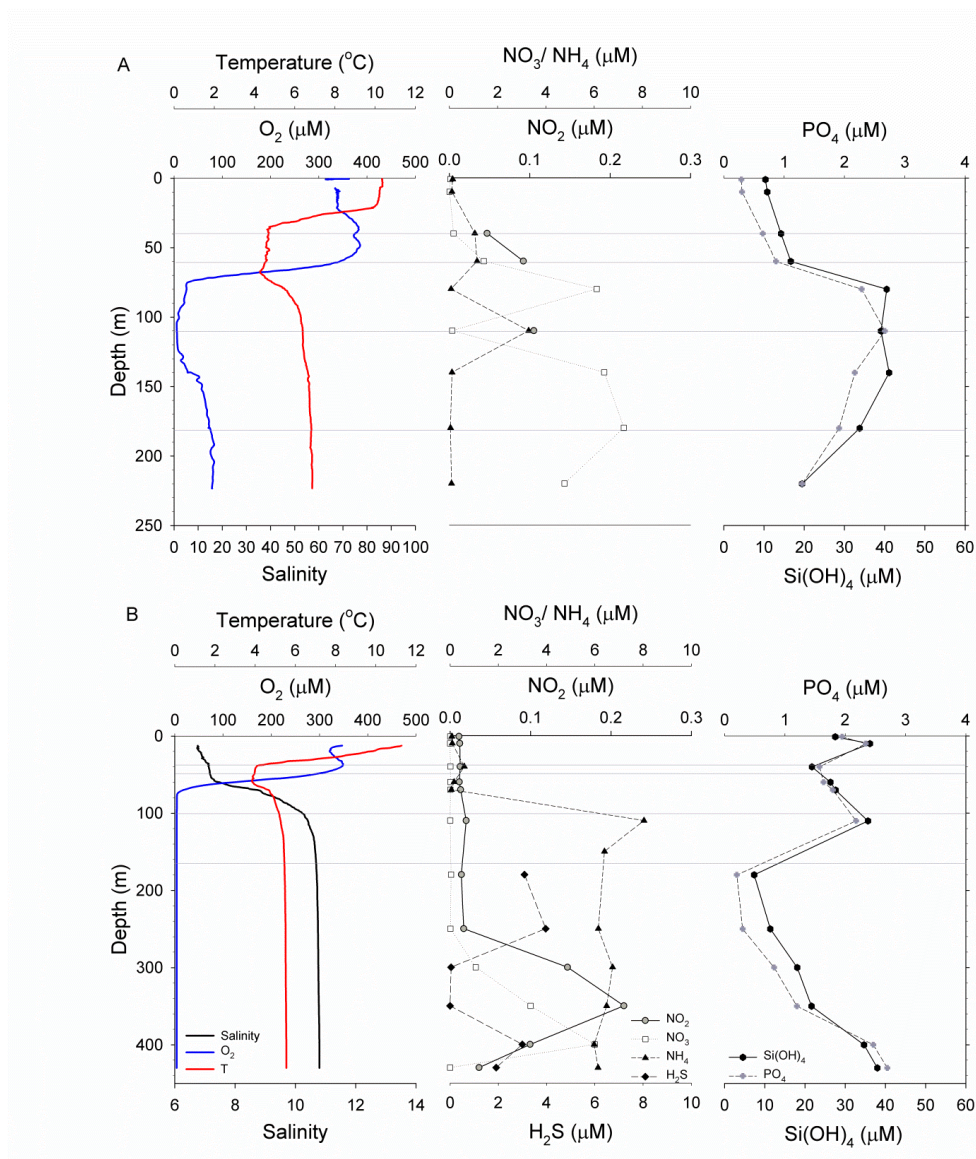 A
Temperature (°C)
0 2 4 6 8 10 12
O₂ (μM)
0 100 200 300 400 500
NO₃/ NH₄ (μM)
0 2 4 6 8 10
NO₂ (μM)
0.0 0.1 0.2 0.3
PO₄ (μM)
0 1 2 3 4
Depth (m)
0
50
100
150
200
250
0 10 20 30 40 50 60 70 80 90 100
Salinity
0 10 20 30 40 50 60
Si(OH)₄ (μM)
B
Temperature (°C)
0 2 4 6 8 10 12
O₂ (μM)
0 100 200 300 400 500
NO₃/ NH₄ (μM)
0 2 4 6 8 10
NO₂ (μM)
0.0 0.1 0.2 0.3
PO₄ (μM)
0 1 2 3 4
Depth (m)
0
100
200
300
400
Salinity
O₂
T
NO₂
NO₃
NH₄
H₂S
Si(OH)₄
PO₄
6 8 10 12 14
Salinity
0 2 4 6 8 10
H₂S (μM)
0 10 20 30 40 50 60
Si(OH)₄ (μM)